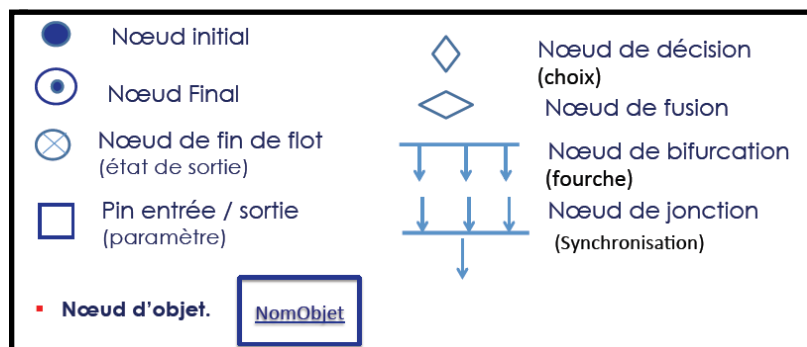 Nœud initial
Nœud Final
Nœud de fin de flot
(état de sortie)
Pin entrée / sortie
(paramètre)
Nœud d'objet.
NomObjet
Nœud de décision
(choix)
Nœud de fusion
Nœud de bifurcation
(fourche)
Nœud de jonction
(Synchronisation)